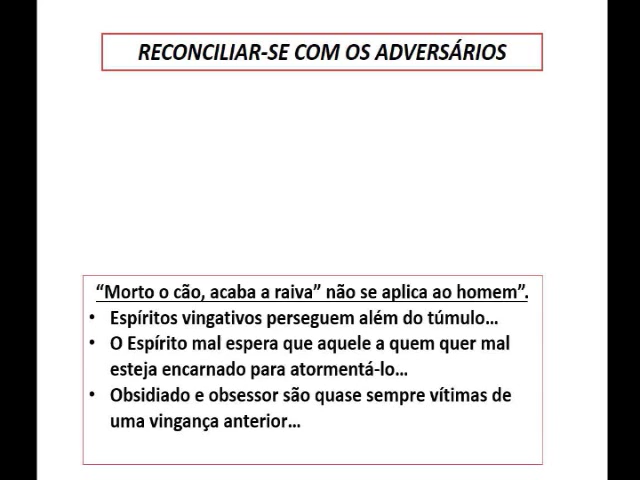 RECONCILIAR-SE COM OS ADVERSÁRIOS
“Morto o cão, acaba a raiva” não se aplica ao homem”.
• Espíritos vingativos perseguem além do túmulo...
• O Espírito mal espera que aquele a quem quer mal
esteja encarnado para atormentá-lo...
• Obsidiado e obsessor são quase sempre vítimas de
uma vingança anterior...